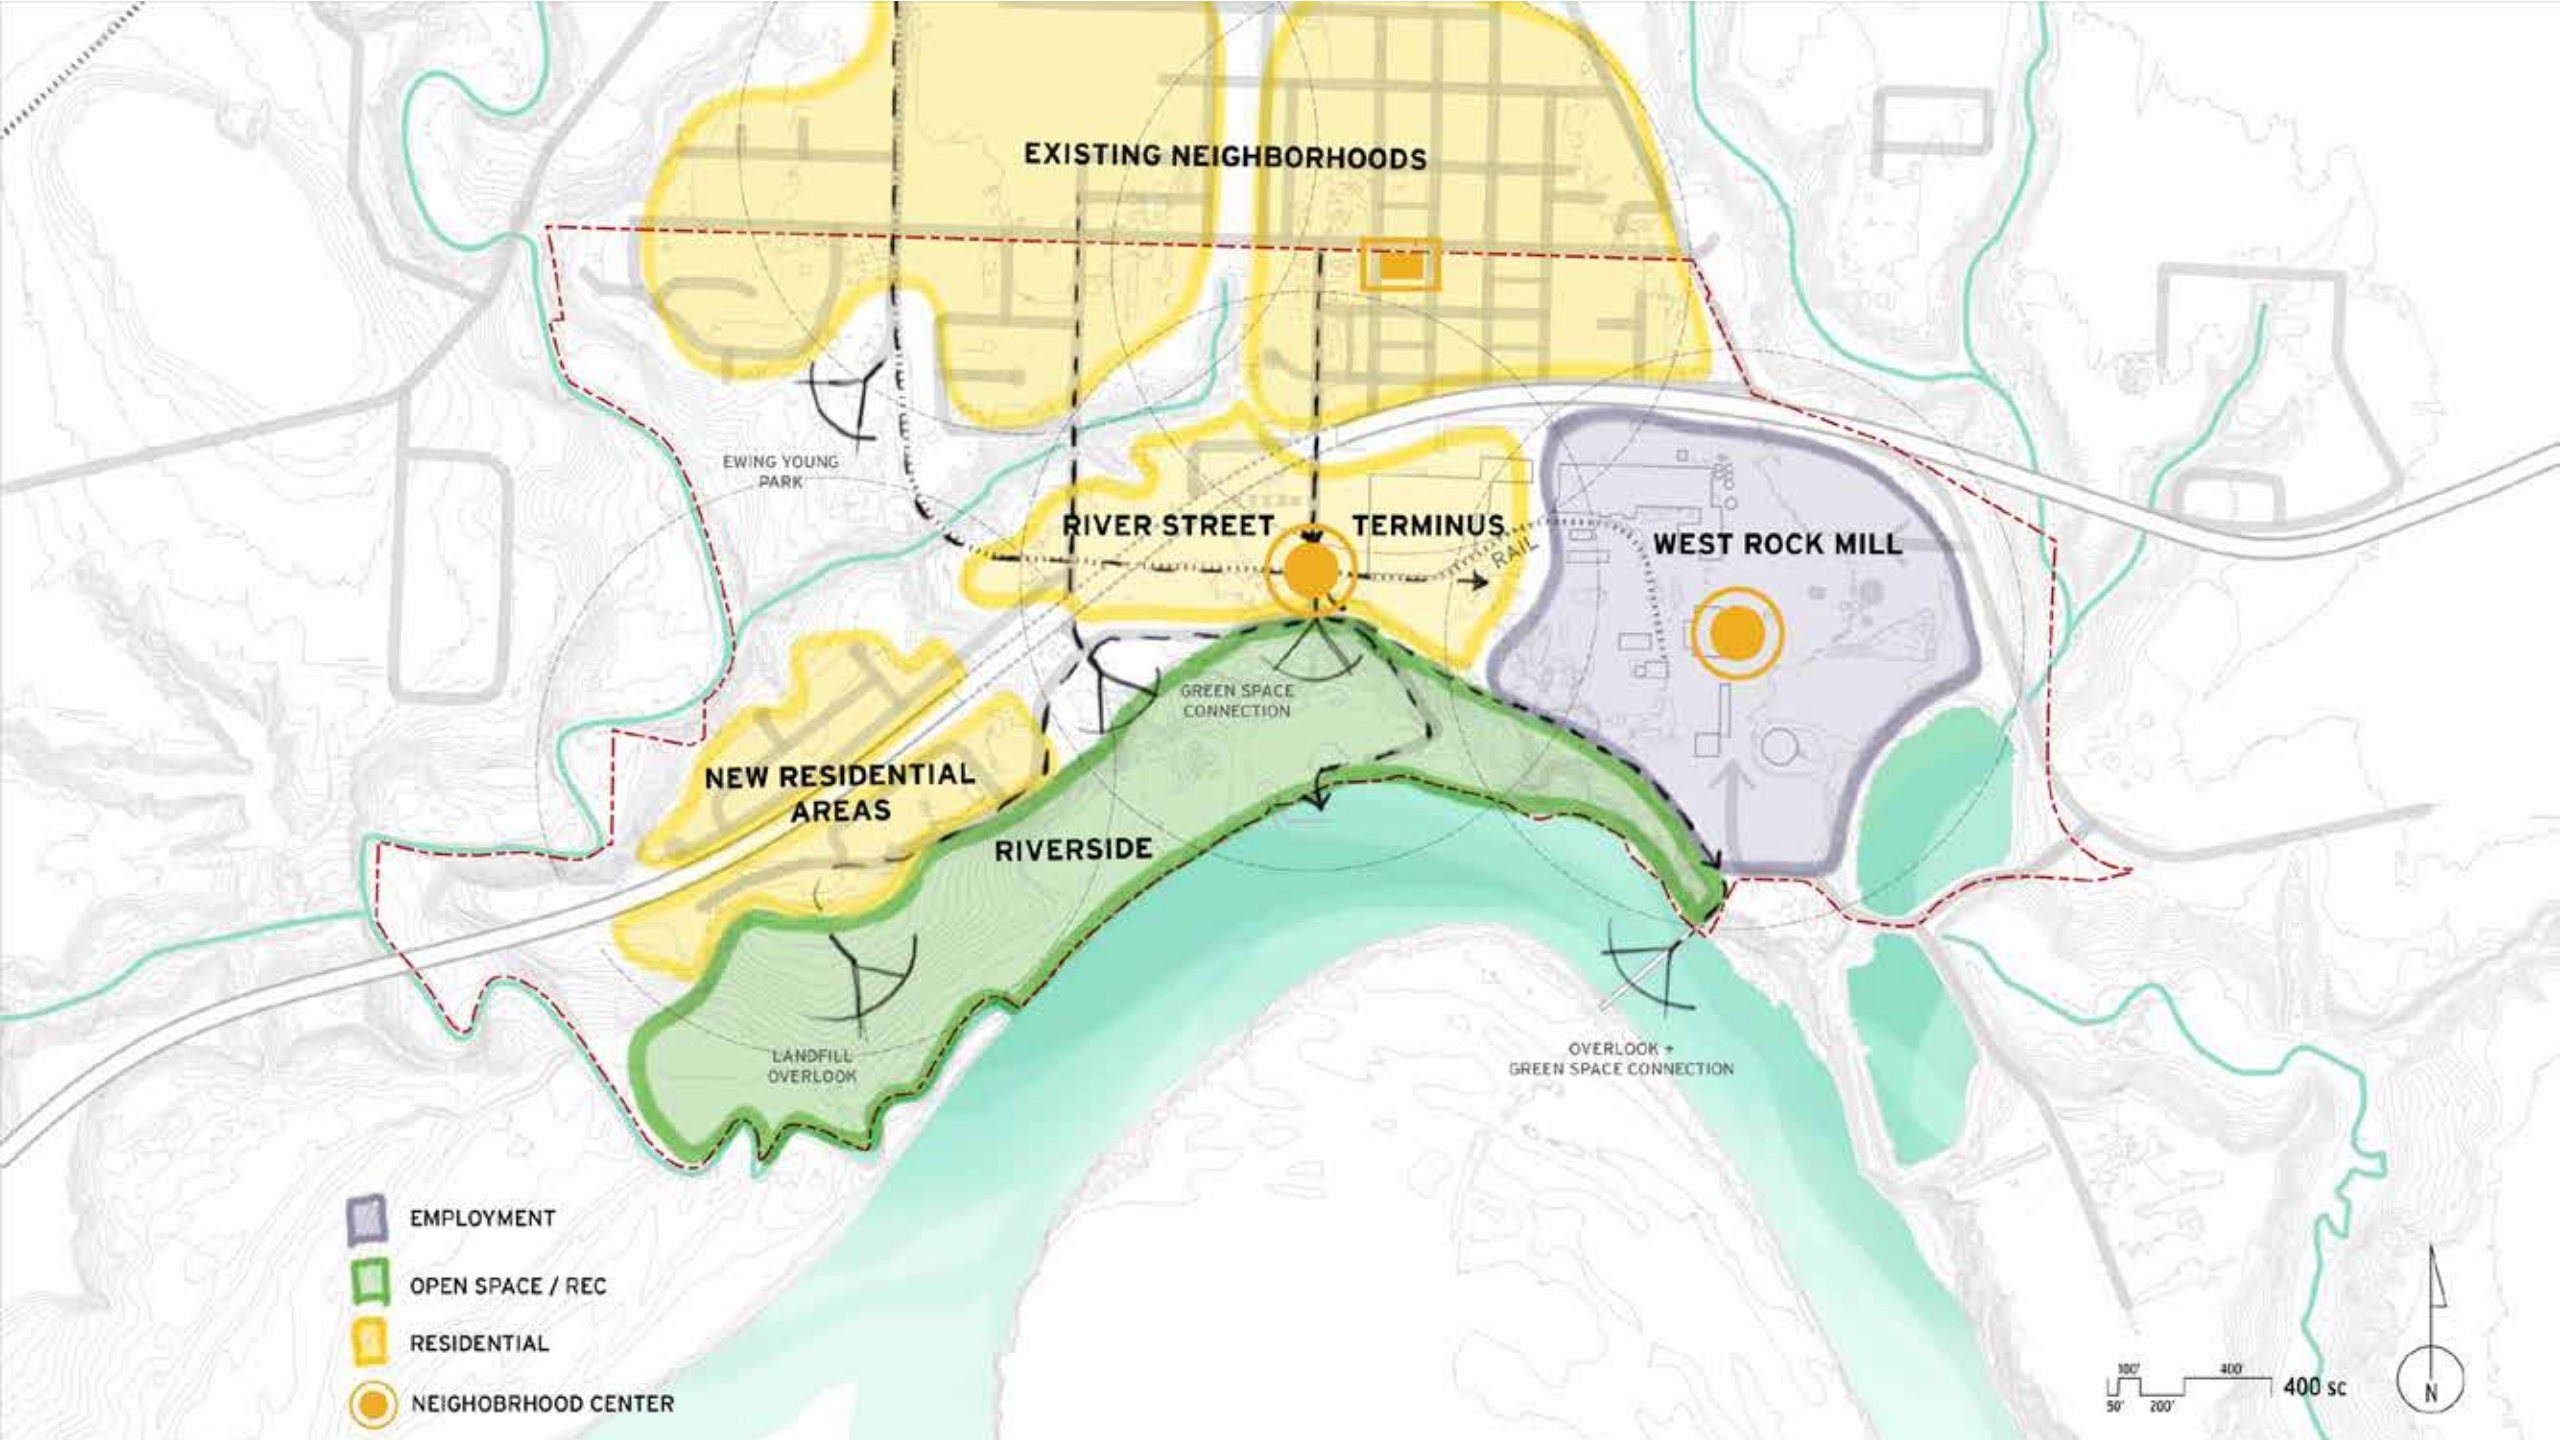 EXISTING NEIGHBORHOODS
EWING YOUNG
PARK
RIVER STREET
TERMINUS
RAIL
WEST ROCK MILL
GREEN SPACE
CONNECTION
NEW RESIDENTIAL
AREAS
RIVERSIDE
LANDFILL
OVERLOOK
OVERLOOK +
GREEN SPACE CONNECTION
EMPLOYMENT
OPEN SPACE / REC
RESIDENTIAL
NEIGHOBRHOOD CENTER
100' 400'
400 SC
50' 200'
N